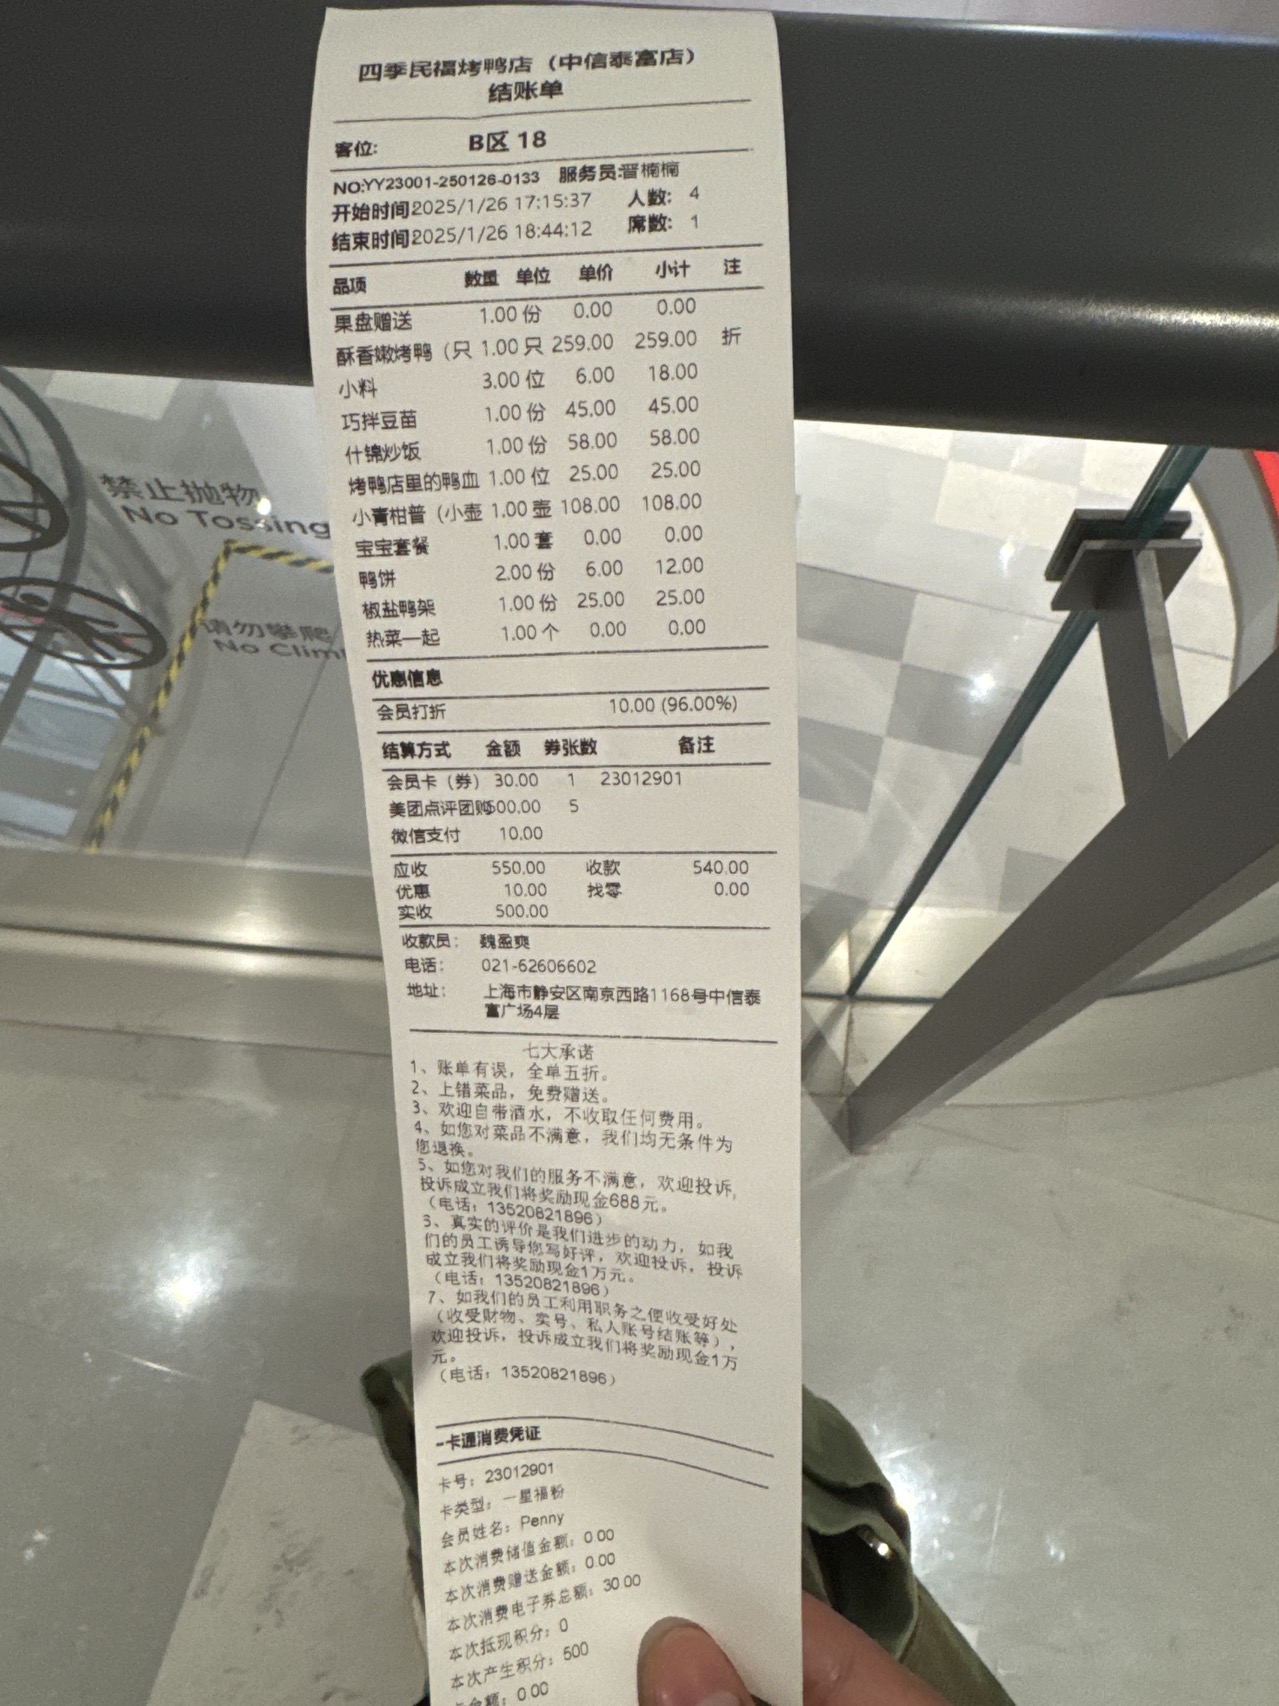 四季民福烤鸭店（中信泰富店）
结账单
客位: B区 18
NO:YY23001-250126-0133 服务员:晋楠楠
开始时间2025/1/26 17:15:37 人数: 4
结束时间2025/1/26 18:44:12 席数: 1
品项 数量 单位 单价 小计 注
果盘赠送 1.00 份 0.00 0.00
酥香嫩烤鸭（只 1.00 只 259.00 259.00 折
小料 3.00 位 6.00 18.00
巧拌豆苗 1.00 份 45.00 45.00
什锦炒饭 1.00 份 58.00 58.00
烤鸭店里的鸭血 1.00 位 25.00 25.00
小青柑普（小壶 1.00 壶 108.00 108.00
宝宝套餐 1.00 套 0.00 0.00
鸭饼 2.00 份 6.00 12.00
椒盐鸭架 1.00 份 25.00 25.00
热菜一起 1.00 个 0.00 0.00
优惠信息
会员打折 10.00 (96.00%)
结算方式 金额 券张数 备注
会员卡（券） 30.00 1 23012901
美团点评团购500.00 5
微信支付 10.00
应收 550.00 收款 540.00
优惠 10.00 找零 0.00
实收 500.00
收款员: 魏盈爽
电话: 021-62606602
地址: 上海市静安区南京西路1168号中信泰
富广场4层
七大承诺
1、账单有误，全单五折。
2、上错菜品，免费赠送。
3、欢迎自带酒水，不收取任何费用。
4、如您对菜品不满意，我们均无条件为
您退换。
5、如您对我们的服务不满意，欢迎投诉,
投诉成立我们将奖励现金688元。
（电话：13520821896）
3、真实的评价是我们进步的动力，如我
们的员工诱导您写好评，欢迎投诉，投诉
成立我们将奖励现金1万元。
（电话：13520821896）
7、如我们的员工利用职务之便收受好处
（收受财物、卖号、私人账号结账等），
欢迎投诉，投诉成立我们将奖励现金1万
元。
（电话：13520821896）
一卡通消费凭证
卡号：23012901
卡类型：一星福粉
会员姓名：Penny
本次消费储值金额：0.00
本次消费赠送金额：0.00
本次消费电子券总额：30.00
本次抵现积分：0
本次产生积分：500
卡余额：0.00
禁止抛物
No Tossing
请勿攀爬
No Clim